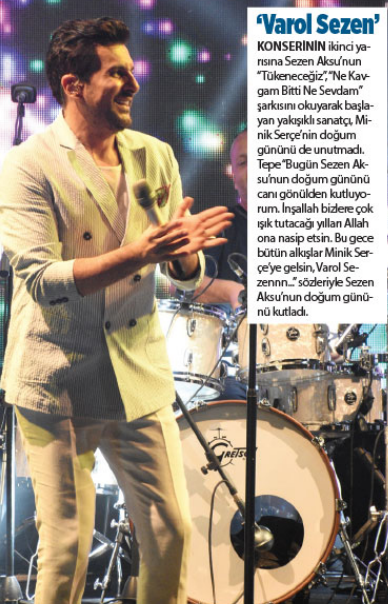 ‘Varol Sezen’
KONSERİNİN ikinci ya-
rısına Sezen Aksu’nun
“Tükeneceğiz”, “Ne Kav-
gam Bitti Ne Sevdam”
şarkısını okuyarak başla-
yan yakışıklı sanatçı, Mi-
nik Serçe’nin doğum
gününü de unutmadı.
Tepe “Bugün Sezen Ak-
su’nun doğum gününü
canı gönülden kutluyo-
rum. İnşallah bizlere çok
ışık tutacağı yılları Allah
ona nasip etsin. Bu gece
bütün alkışlar Minik Ser-
çe’ye gelsin, Varol Se-
zennn...” sözleriyle Sezen
Aksu’nun doğum günü-
nü kutladı.
GRETSCH